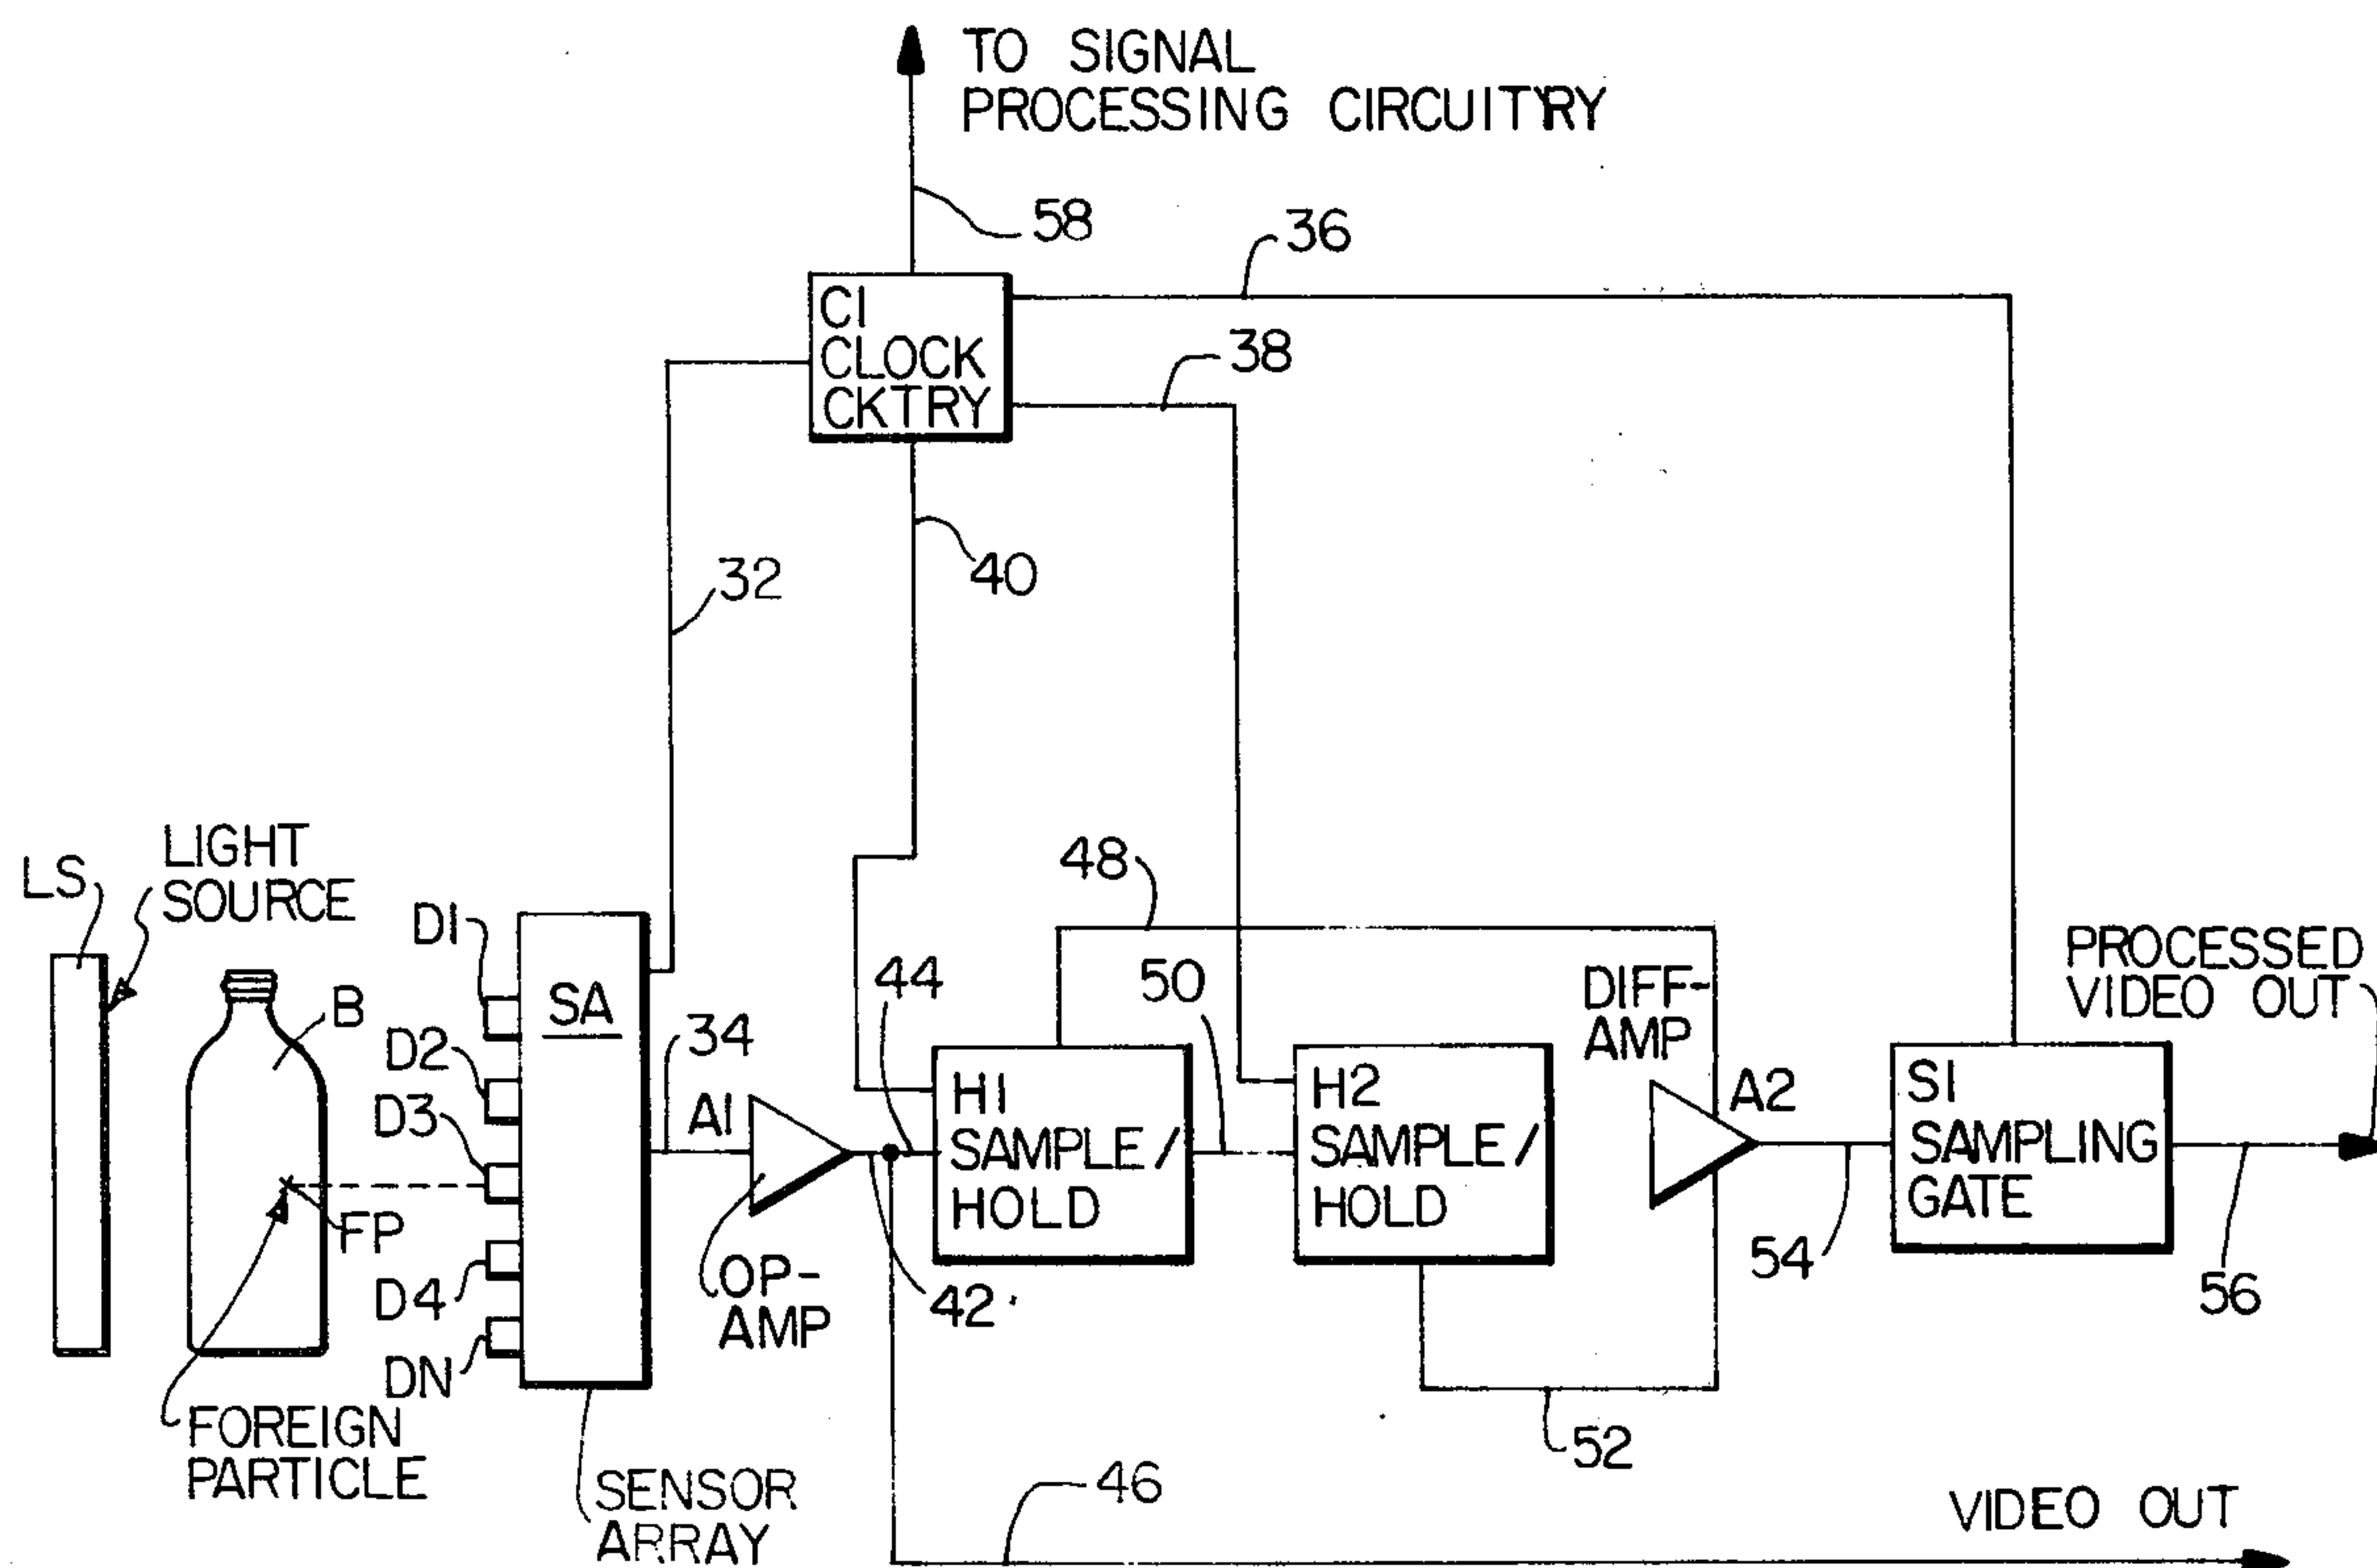 TO SIGNAL
PROCESSING CIRCUITRY
58
36
C1
CLOCK
CKTRY
38
40
32
LIGHT
SOURCE
LS
48
D1
SA
44
50
DIFF-
AMP
PROCESSED
VIDEO OUT
B
D2
34
D3
A1
H1
SAMPLE/
HOLD
H2
SAMPLE/
HOLD
A2
S1
SAMPLING
GATE
FP
D4
OP-
AMP
42
54
56
DN
FOREIGN
PARTICLE
52
SENSOR
ARRAY
46
VIDEO OUT